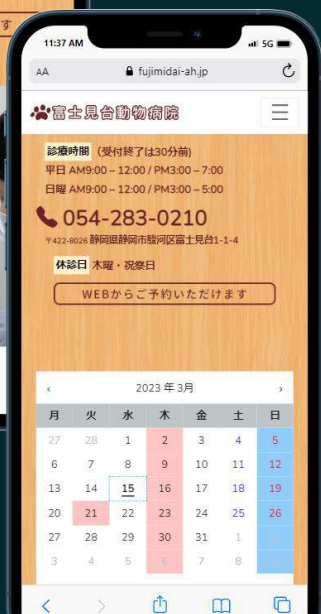 す
11:37 AM
5G
AA
fujimidai-ah.jp
富士見台動物病院
診療時間（受付終了は30分前)
平日 AM9:00 – 12:00 / PM3:00 – 7:00
日曜 AM9:00 – 12:00 / PM3:00 – 5:00
054-283-0210
〒422-8026 静岡県静岡市駿河区富士見台1-1-4
休診日 木曜・祝祭日
WEBからご予約いただけます
‹ 2023 年 3月 ›
月 火 水 木 金 土 日
27 28 1 2 3 4 5
6 7 8 9 10 11 12
13 14 15 16 17 18 19
20 21 22 23 24 25 26
27 28 29 30 31 1
3 4 5 6 7 8